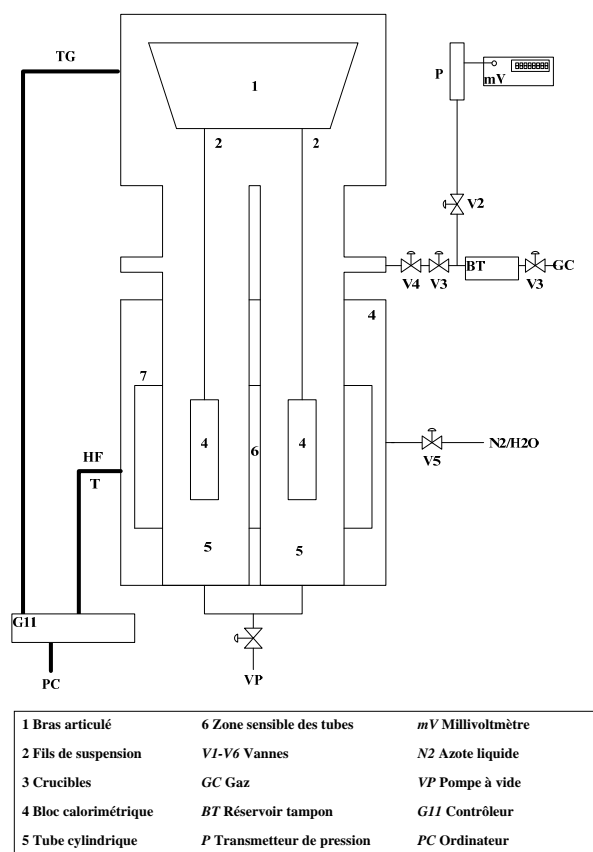 TG
1
P
mV
2 2
V2
BT
GC
V4 V3 V3
4
7
4 6 4
N2/H2O
V5
HF
T
5 5
G11
PC
VP
1 Bras articulé 6 Zone sensible des tubes mV Millivoltmètre
2 Fils de suspension V1-V6 Vannes N2 Azote liquide
3 Crucibles GC Gaz VP Pompe à vide
4 Bloc calorimétrique BT Réservoir tampon G11 Contrôleur
5 Tube cylindrique P Transmetteur de pression PC Ordinateur